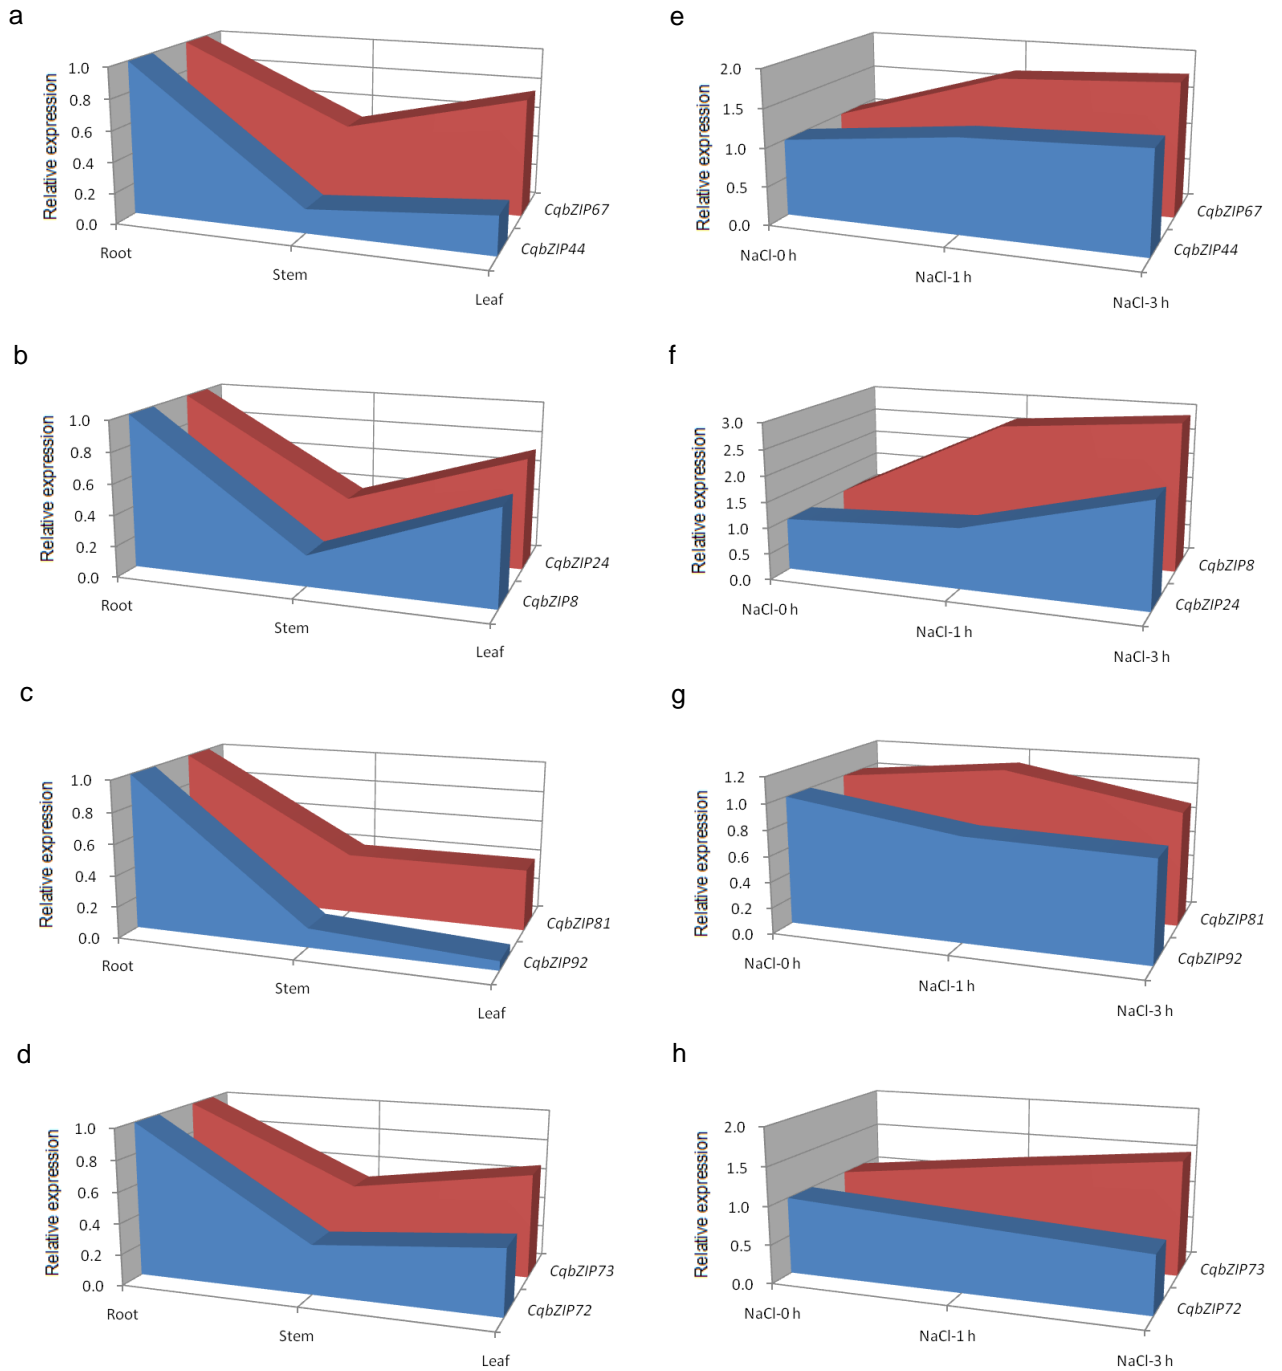 a
Relative expression
1.0
0.8
0.6
0.4
0.2
0.0
Root
Stem
Leaf
CqbZIP67
CqbZIP44
e
Relative expression
2.0
1.5
1.0
0.5
0.0
NaCl-0 h
NaCl-1 h
NaCl-3 h
CqbZIP67
CqbZIP44
b
Relative expression
1.0
0.8
0.6
0.4
0.2
0.0
Root
Stem
Leaf
CqbZIP24
CqbZIP8
f
Relative expression
3.0
2.5
2.0
1.5
1.0
0.5
0.0
NaCl-0 h
NaCl-1 h
NaCl-3 h
CqbZIP8
CqbZIP24
c
Relative expression
1.0
0.8
0.6
0.4
0.2
0.0
Root
Stem
Leaf
CqbZIP81
CqbZIP92
g
Relative expression
1.2
1.0
0.8
0.6
0.4
0.2
0.0
NaCl-0 h
NaCl-1 h
NaCl-3 h
CqbZIP81
CqbZIP92
d
Relative expression
1.0
0.8
0.6
0.4
0.2
0.0
Root
Stem
Leaf
CqbZIP73
CqbZIP72
h
Relative expression
2.0
1.5
1.0
0.5
0.0
NaCl-0 h
NaCl-1 h
NaCl-3 h
CqbZIP73
CqbZIP72